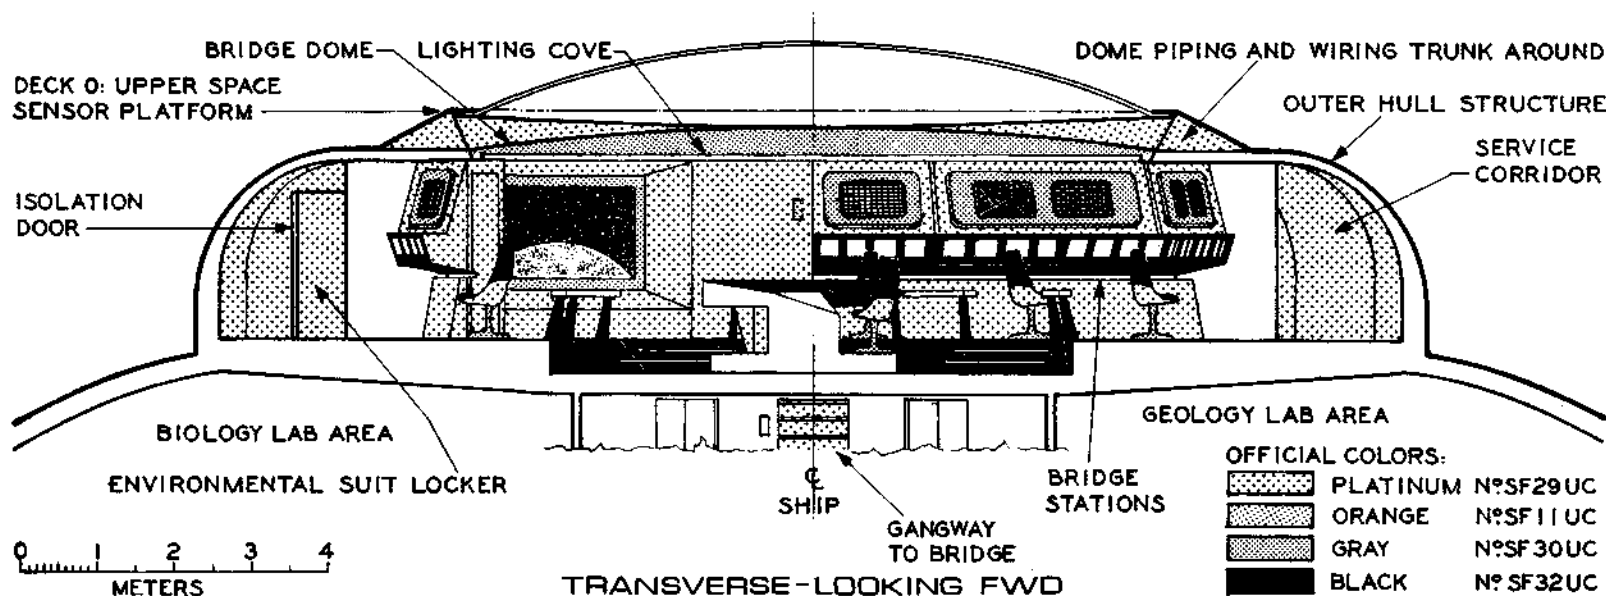 BRIDGE DOME
LIGHTING COVE
DOME PIPING AND WIRING TRUNK AROUND
DECK 0: UPPER SPACE
SENSOR PLATFORM
OUTER HULL STRUCTURE
SERVICE
CORRIDOR
ISOLATION
DOOR
BIOLOGY LAB AREA
GEOLOGY LAB AREA
ENVIRONMENTAL SUIT LOCKER
℄
SHIP
BRIDGE
STATIONS
GANGWAY
TO BRIDGE
OFFICIAL COLORS:
PLATINUM Nº SF29UC
ORANGE Nº SF11UC
GRAY Nº SF30UC
BLACK Nº SF32UC
0 1 2 3 4
METERS
TRANSVERSE-LOOKING FWD